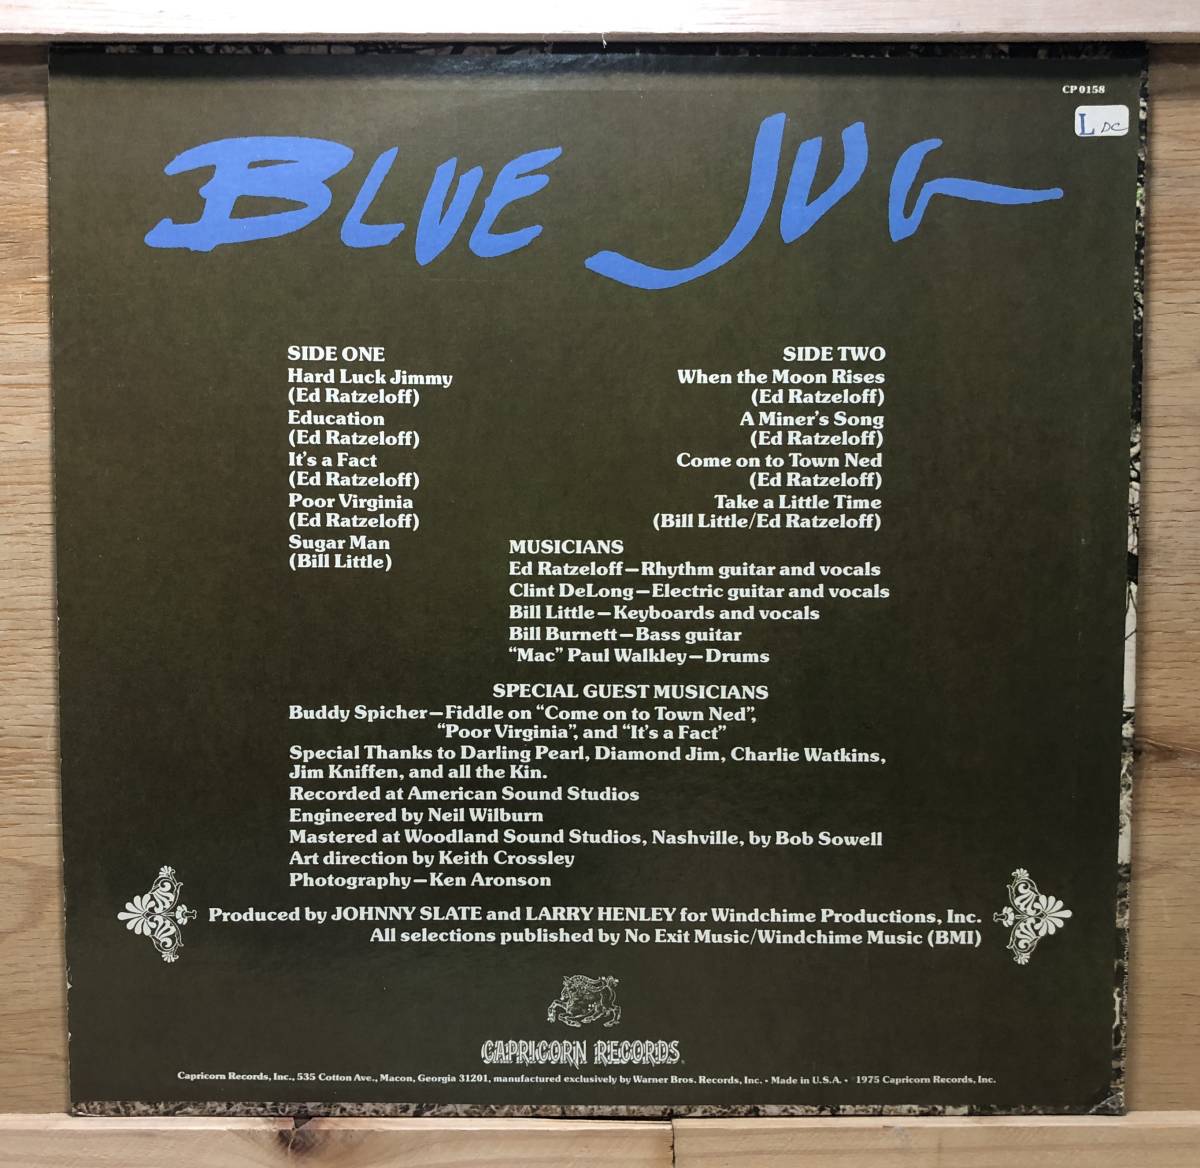 CP 0158
L DC
BLUE JUG
SIDE ONE
Hard Luck Jimmy
(Ed Ratzeloff)
Education
(Ed Ratzeloff)
It's a Fact
(Ed Ratzeloff)
Poor Virginia
(Ed Ratzeloff)
Sugar Man
(Bill Little)
SIDE TWO
When the Moon Rises
(Ed Ratzeloff)
A Miner's Song
(Ed Ratzeloff)
Come on to Town Ned
(Ed Ratzeloff)
Take a Little Time
(Bill Little/Ed Ratzeloff)
MUSICIANS
Ed Ratzeloff—Rhythm guitar and vocals
Clint DeLong—Electric guitar and vocals
Bill Little—Keyboards and vocals
Bill Burnett—Bass guitar
“Mac” Paul Walkley—Drums
SPECIAL GUEST MUSICIANS
Buddy Spicher—Fiddle on “Come on to Town Ned”,
“Poor Virginia”, and “It's a Fact”
Special Thanks to Darling Pearl, Diamond Jim, Charlie Watkins,
Jim Kniffen, and all the Kin.
Recorded at American Sound Studios
Engineered by Neil Wilburn
Mastered at Woodland Sound Studios, Nashville, by Bob Sowell
Art direction by Keith Crossley
Photography—Ken Aronson
Produced by JOHNNY SLATE and LARRY HENLEY for Windchime Productions, Inc.
All selections published by No Exit Music/Windchime Music (BMI)
CAPRICORN RECORDS
Capricorn Records, Inc., 535 Cotton Ave., Macon, Georgia 31201, manufactured exclusively by Warner Bros. Records, Inc. • Made in U.S.A. • 1975 Capricorn Records, Inc.